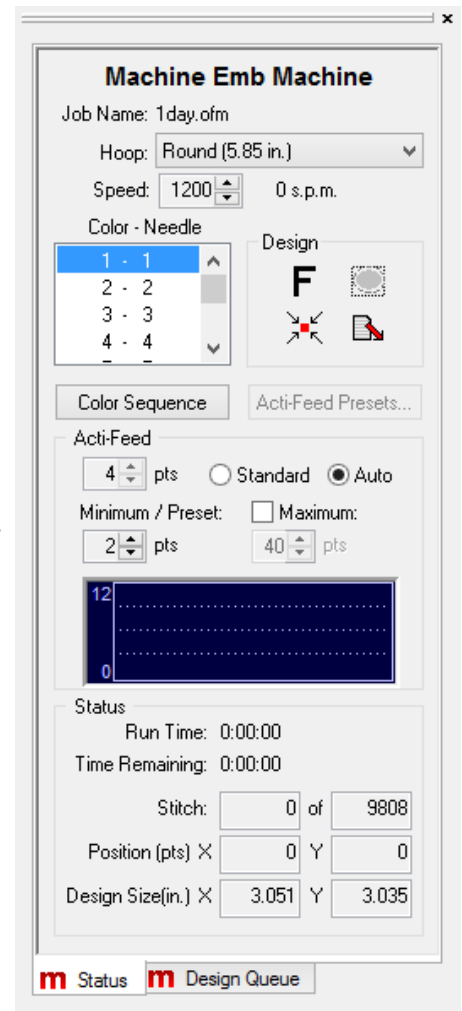 Machine Emb Machine
Job Name: 1day.ofm
Hoop: Round (5.85 in.)
Speed: 1200 0 s.p.m.
Color - Needle
1 - 1
2 - 2
3 - 3
4 - 4
Design
F
Color Sequence Acti-Feed Presets...
Acti-Feed
4 pts Standard Auto
Minimum / Preset: Maximum:
2 pts 40 pts
12
0
Status
Run Time: 0:00:00
Time Remaining: 0:00:00
Stitch: 0 of 9808
Position (pts) X 0 Y 0
Design Size(in.) X 3.051 Y 3.035
m Status m Design Queue